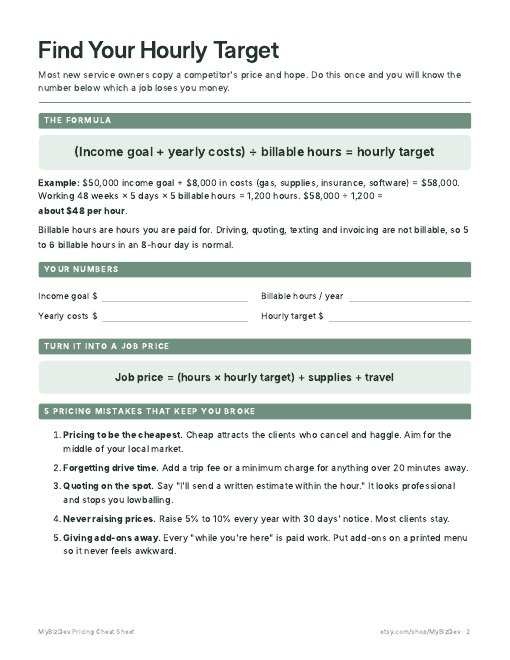 Find Your Hourly Target
Most new service owners copy a competitor's price and hope. Do this once and you will know the
number below which a job loses you money.
THE FORMULA
(Income goal + yearly costs) ÷ billable hours = hourly target
Example: $50,000 income goal + $8,000 in costs (gas, supplies, insurance, software) = $58,000.
Working 48 weeks × 5 days × 5 billable hours = 1,200 hours. $58,000 ÷ 1,200 =
about $48 per hour.
Billable hours are hours you are paid for. Driving, quoting, texting and invoicing are not billable, so 5
to 6 billable hours in an 8-hour day is normal.
YOUR NUMBERS
Income goal $
Billable hours / year
Yearly costs $
Hourly target $
TURN IT INTO A JOB PRICE
Job price = (hours × hourly target) + supplies + travel
5 PRICING MISTAKES THAT KEEP YOU BROKE
1. Pricing to be the cheapest. Cheap attracts the clients who cancel and haggle. Aim for the
middle of your local market.
2. Forgetting drive time. Add a trip fee or a minimum charge for anything over 20 minutes away.
3. Quoting on the spot. Say "I'll send a written estimate within the hour." It looks professional
and stops you lowballing.
4. Never raising prices. Raise 5% to 10% every year with 30 days' notice. Most clients stay.
5. Giving add-ons away. Every "while you're here" is paid work. Put add-ons on a printed menu
so it never feels awkward.
MyBizDev Pricing Cheat Sheet
etsy.com/shop/MyBizDev · 2